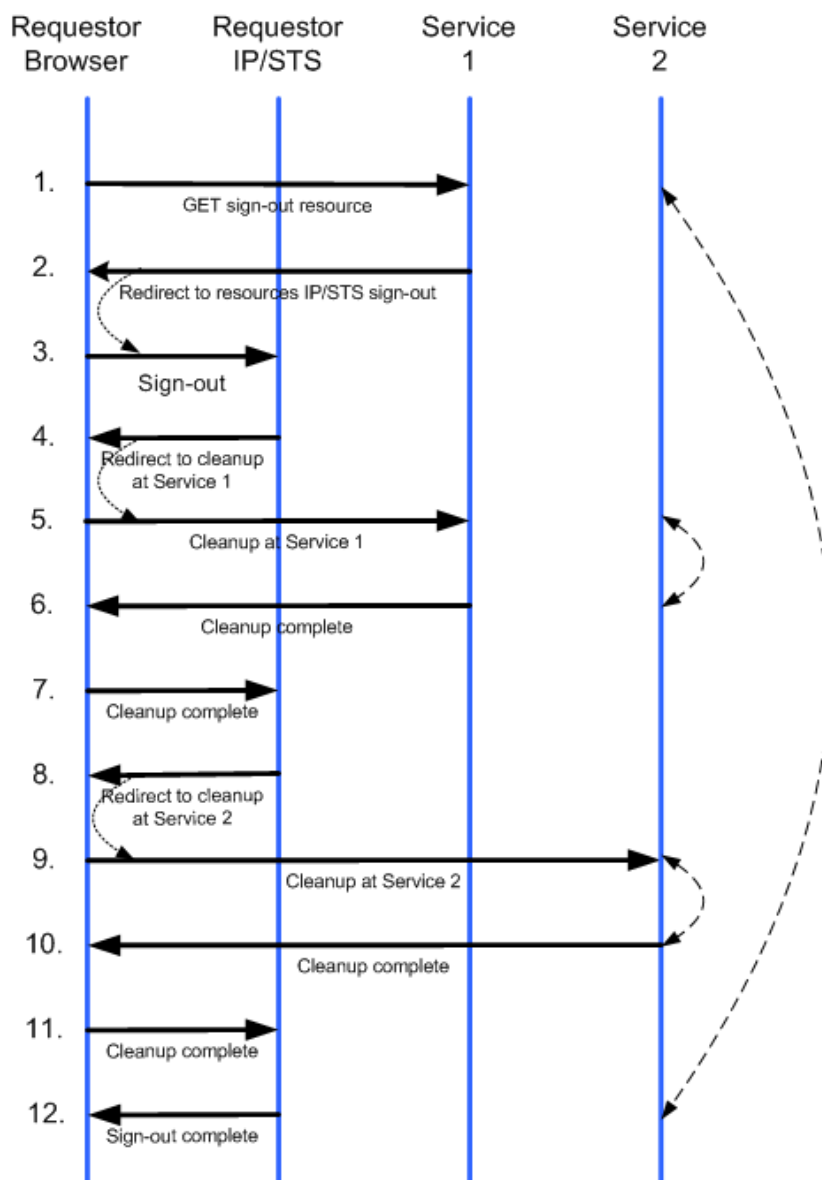 Requestor Browser
Requestor IP/STS
Service 1
Service 2
1.
GET sign-out resource
2.
Redirect to resources IP/STS sign-out
3.
Sign-out
4.
Redirect to cleanup
at Service 1
5.
Cleanup at Service 1
6.
Cleanup complete
7.
Cleanup complete
8.
Redirect to cleanup
at Service 2
9.
Cleanup at Service 2
10.
Cleanup complete
11.
Cleanup complete
12.
Sign-out complete